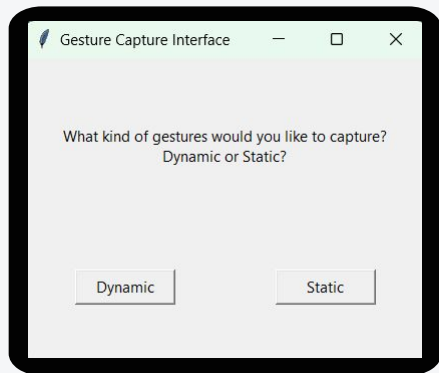 Gesture Capture Interface
What kind of gestures would you like to capture?
Dynamic or Static?
Dynamic
Static